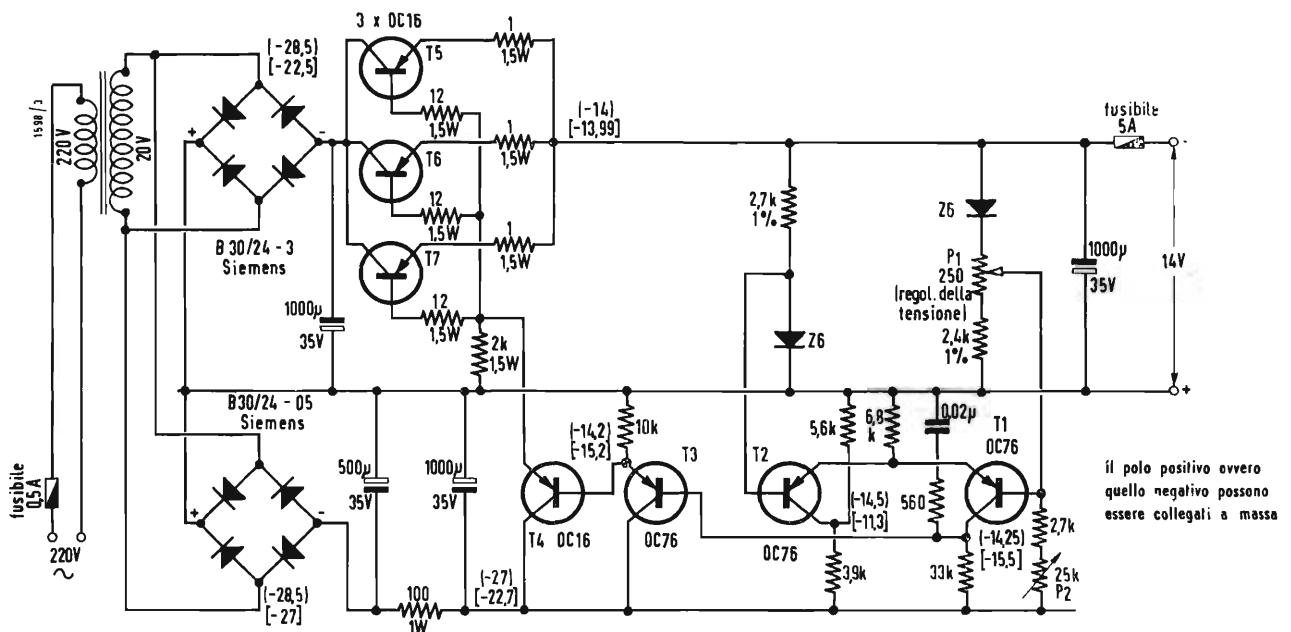 3 x OC16
1
1,5W
(-28,5)
[-22,5]
T5
12
1,5W
(-14)
[-13,99]
fusibile
5A
-
1598/3
220V
20V
+
-
T6
1
1,5W
12
1,5W
2,7k
1%
Z6
B30/24 - 3
Siemens
T7
1
1,5W
P1
250
(regol. della
tensione)
1000µ
35V
14V
1000µ
35V
12
1,5W
2k
1,5W
Z6
2,4k
1%
+
B30/24 - 05
Siemens
10k
5,6k
6,8
k
0,02µ
T1
OC76
(-14,2)
[-15,2]
T3
T2
fusibile
0,5A
+
-
500µ
35V
1000µ
35V
(-14,5)
[-11,3]
560
il polo positivo ovvero
quello negativo possono
essere collegati a massa
220V
T4
OC16
OC76
OC76
(-14,25)
[-15,5]
2,7k
(-28,5)
[-27]
100
1W
(-27)
[-22,7]
3,9k
33k
25k
P2